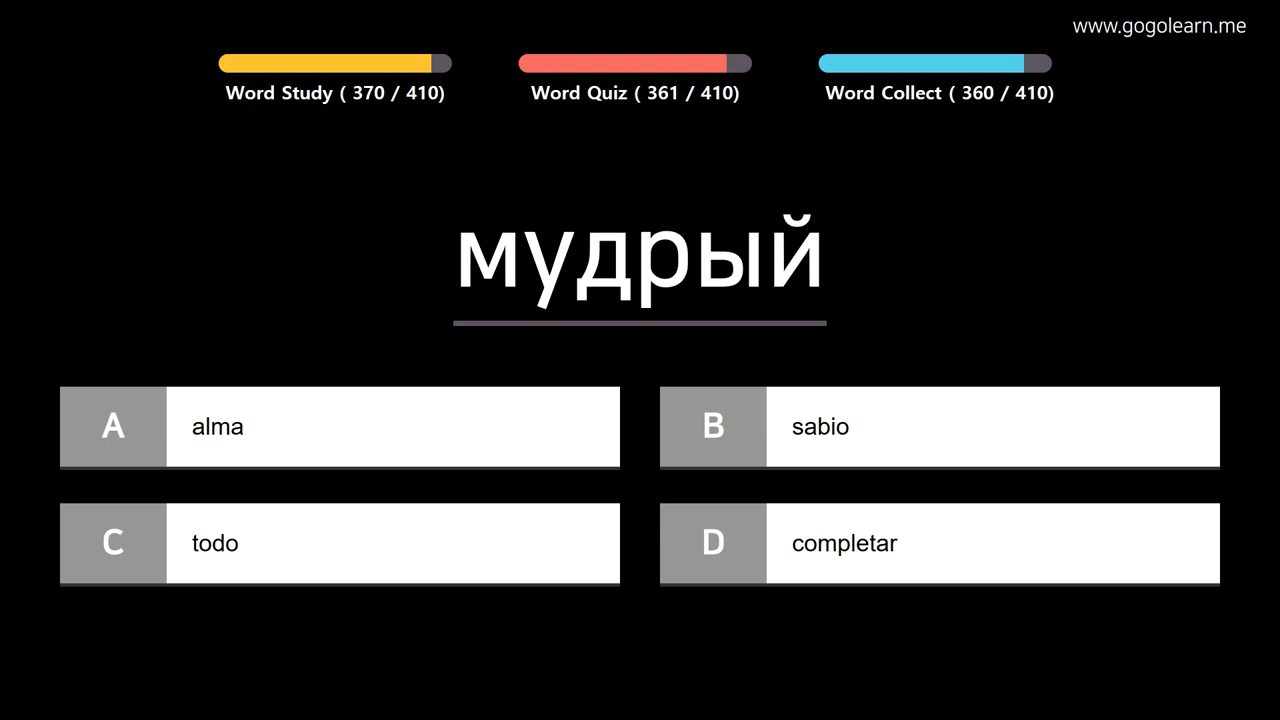 www.gogolearn.me
Word Study ( 370 / 410)
Word Quiz ( 361 / 410)
Word Collect ( 360 / 410)
мудрый
A alma
B sabio
C todo
D completar